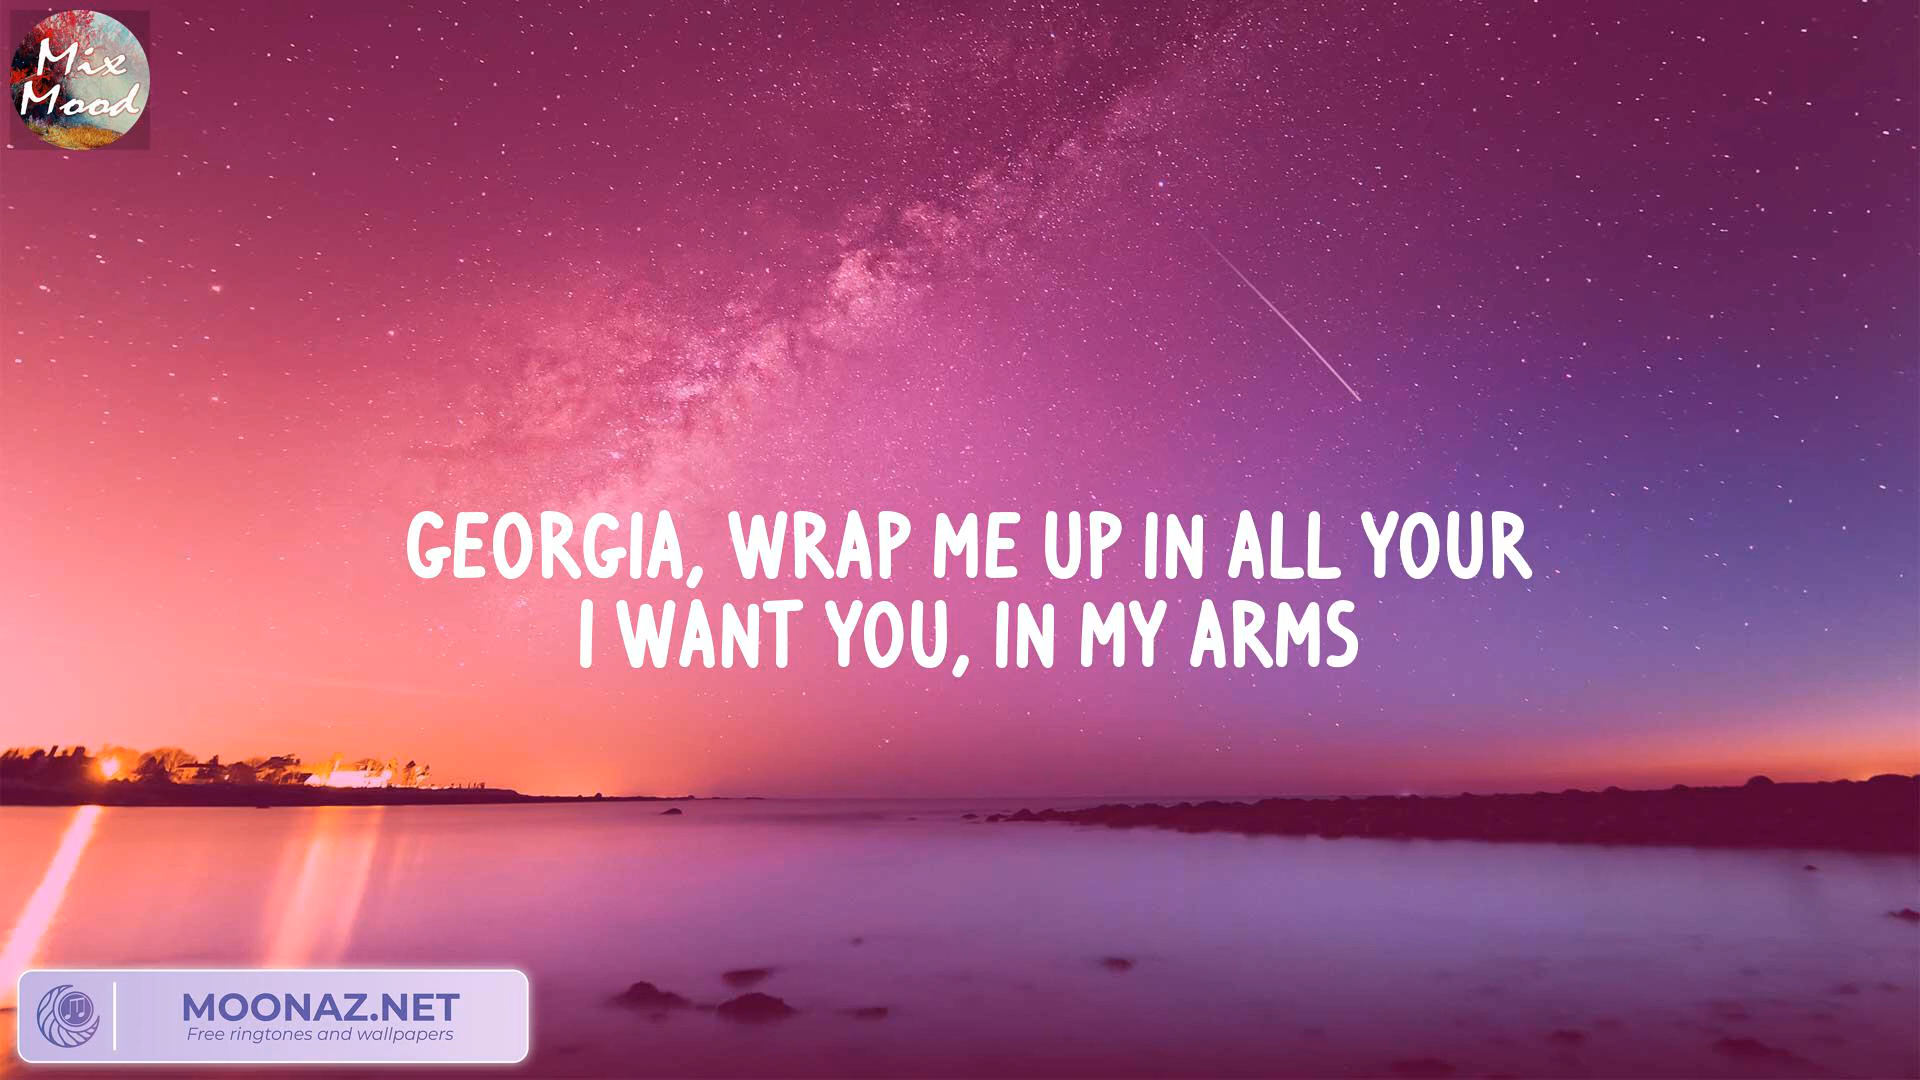 Mix
Mood
GEORGIA, WRAP ME UP IN ALL YOUR
I WANT YOU, IN MY ARMS
MOONAZ.NET
Free ringtones and wallpapers